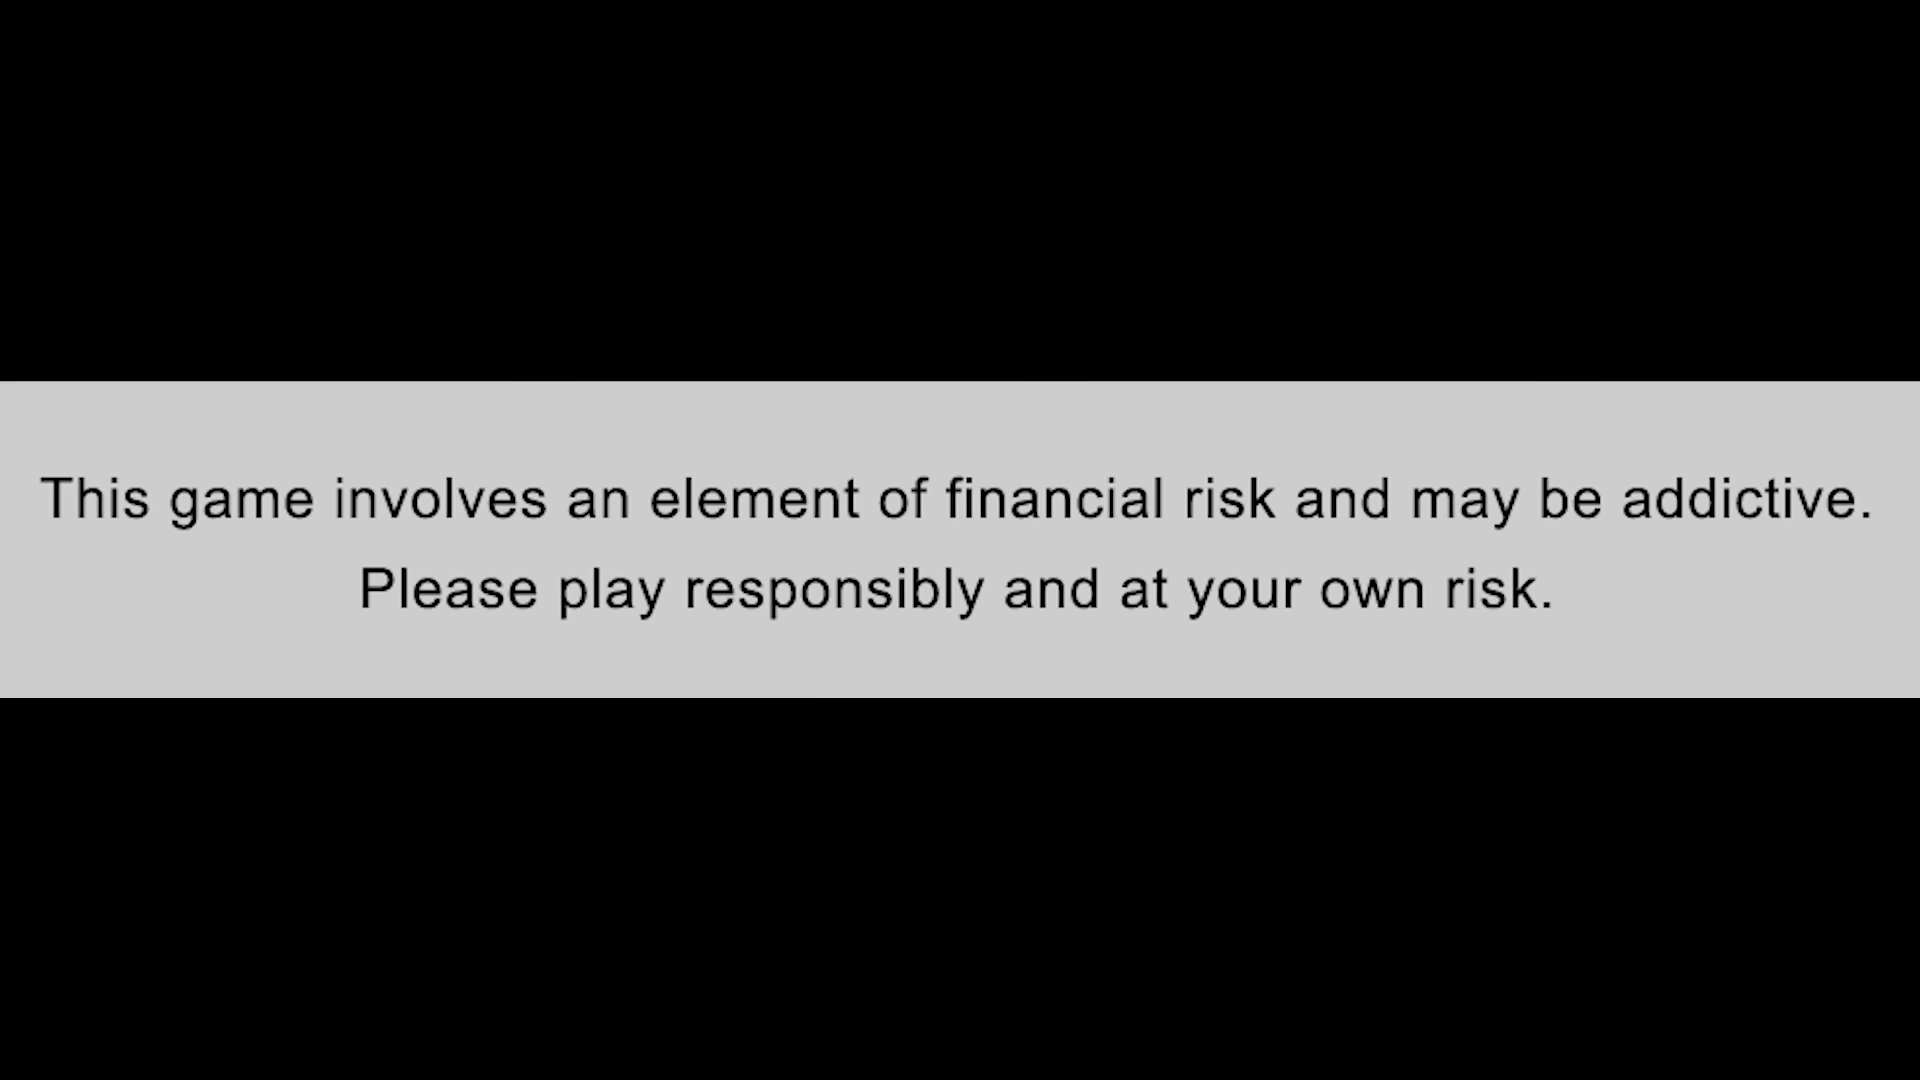 This game involves an element of financial risk and may be addictive.
Please play responsibly and at your own risk.